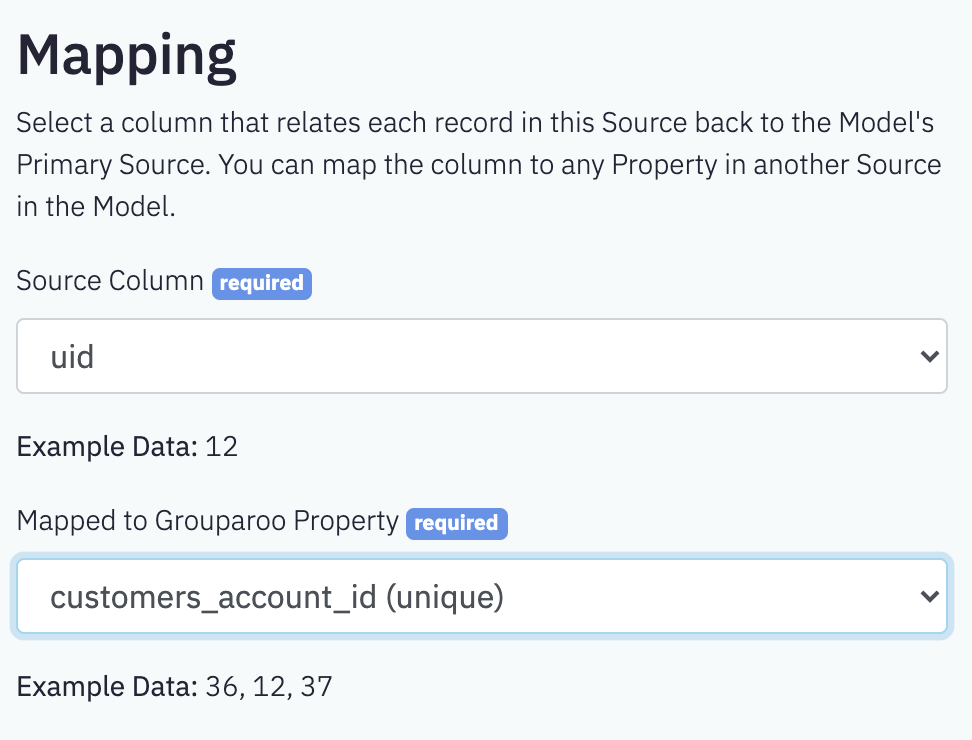 Mapping
Select a column that relates each record in this Source back to the Model's
Primary Source. You can map the column to any Property in another Source
in the Model.
Source Column required
uid
Example Data: 12
Mapped to Grouparoo Property required
customers_account_id (unique)
Example Data: 36, 12, 37